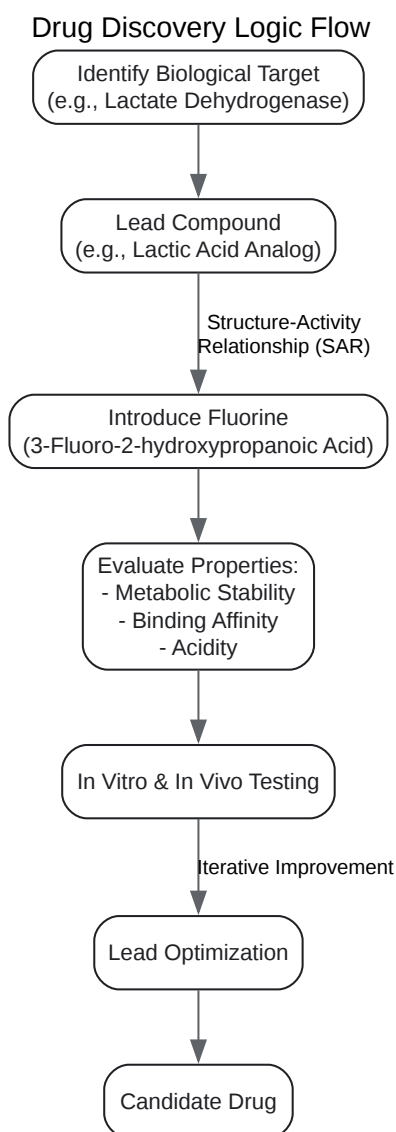 Drug Discovery Logic Flow
Identify Biological Target
(e.g., Lactate Dehydrogenase)
Lead Compound
(e.g., Lactic Acid Analog)
Structure-Activity
Relationship (SAR)
Introduce Fluorine
(3-Fluoro-2-hydroxypropanoic Acid)
Evaluate Properties:
- Metabolic Stability
- Binding Affinity
- Acidity
In Vitro & In Vivo Testing
Iterative Improvement
Lead Optimization
Candidate Drug